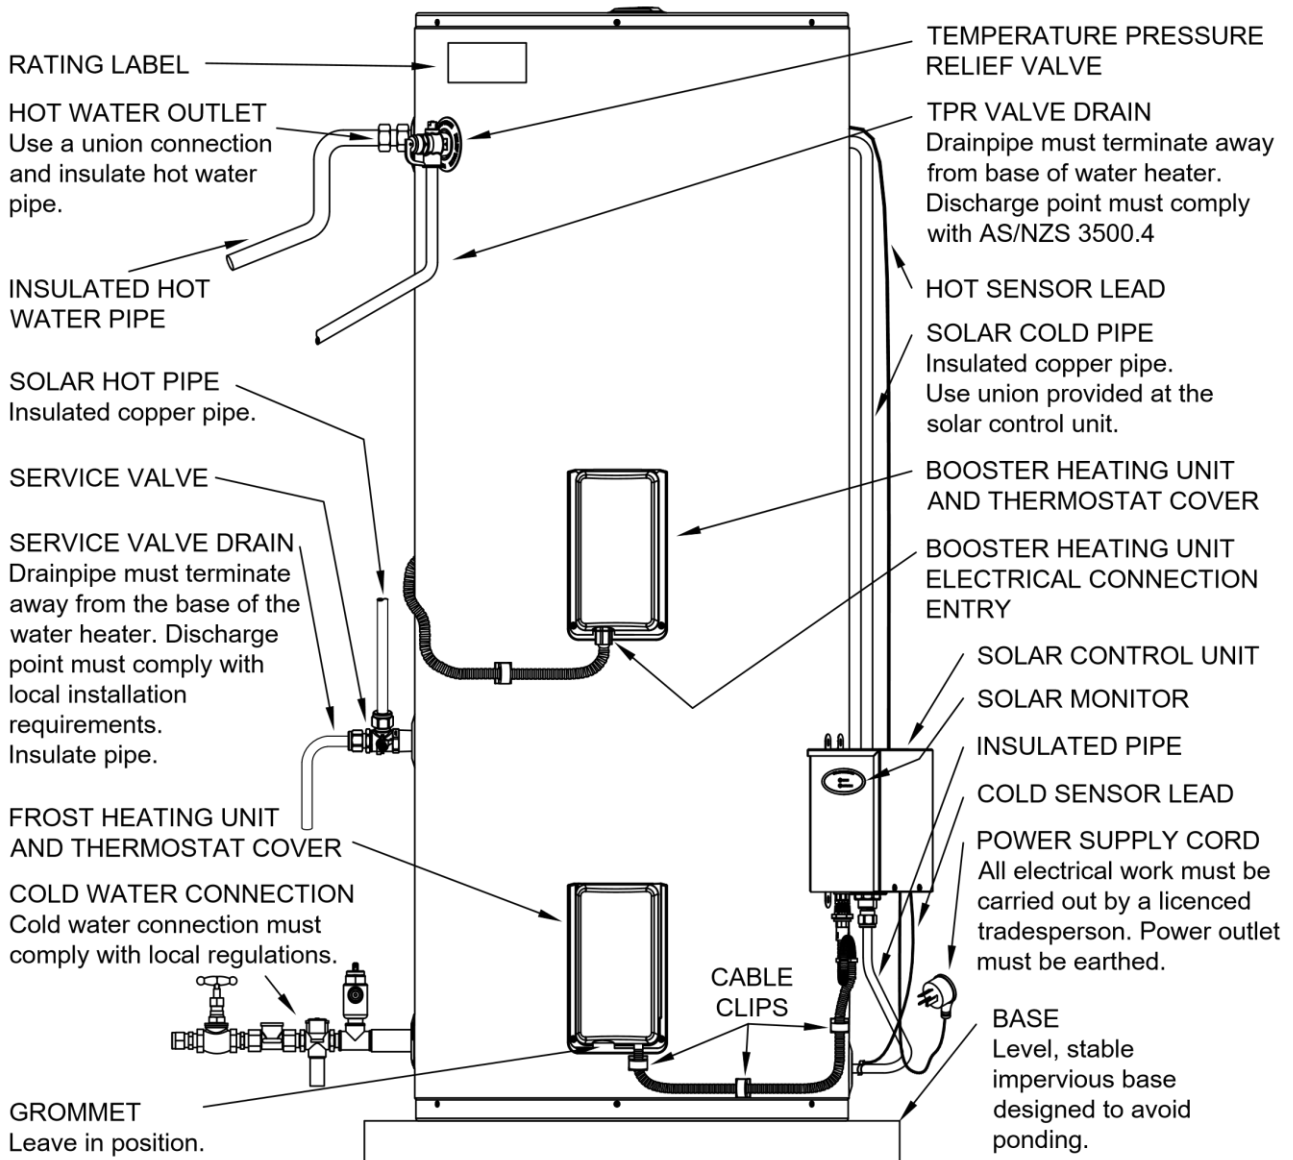 RATING LABEL
HOT WATER OUTLET
Use a union connection
and insulate hot water
pipe.
INSULATED HOT
WATER PIPE
SOLAR HOT PIPE
Insulated copper pipe.
SERVICE VALVE
SERVICE VALVE DRAIN
Drainpipe must terminate
away from the base of the
water heater. Discharge
point must comply with
local installation
requirements.
Insulate pipe.
FROST HEATING UNIT
AND THERMOSTAT COVER
COLD WATER CONNECTION
Cold water connection must
comply with local regulations.
GROMMET
Leave in position.
CABLE
CLIPS
TEMPERATURE PRESSURE
RELIEF VALVE
TPR VALVE DRAIN
Drainpipe must terminate away
from base of water heater.
Discharge point must comply
with AS/NZS 3500.4
HOT SENSOR LEAD
SOLAR COLD PIPE
Insulated copper pipe.
Use union provided at the
solar control unit.
BOOSTER HEATING UNIT
AND THERMOSTAT COVER
BOOSTER HEATING UNIT
ELECTRICAL CONNECTION
ENTRY
SOLAR CONTROL UNIT
SOLAR MONITOR
INSULATED PIPE
COLD SENSOR LEAD
POWER SUPPLY CORD
All electrical work must be
carried out by a licenced
tradesperson. Power outlet
must be earthed.
BASE
Level, stable
impervious base
designed to avoid
ponding.